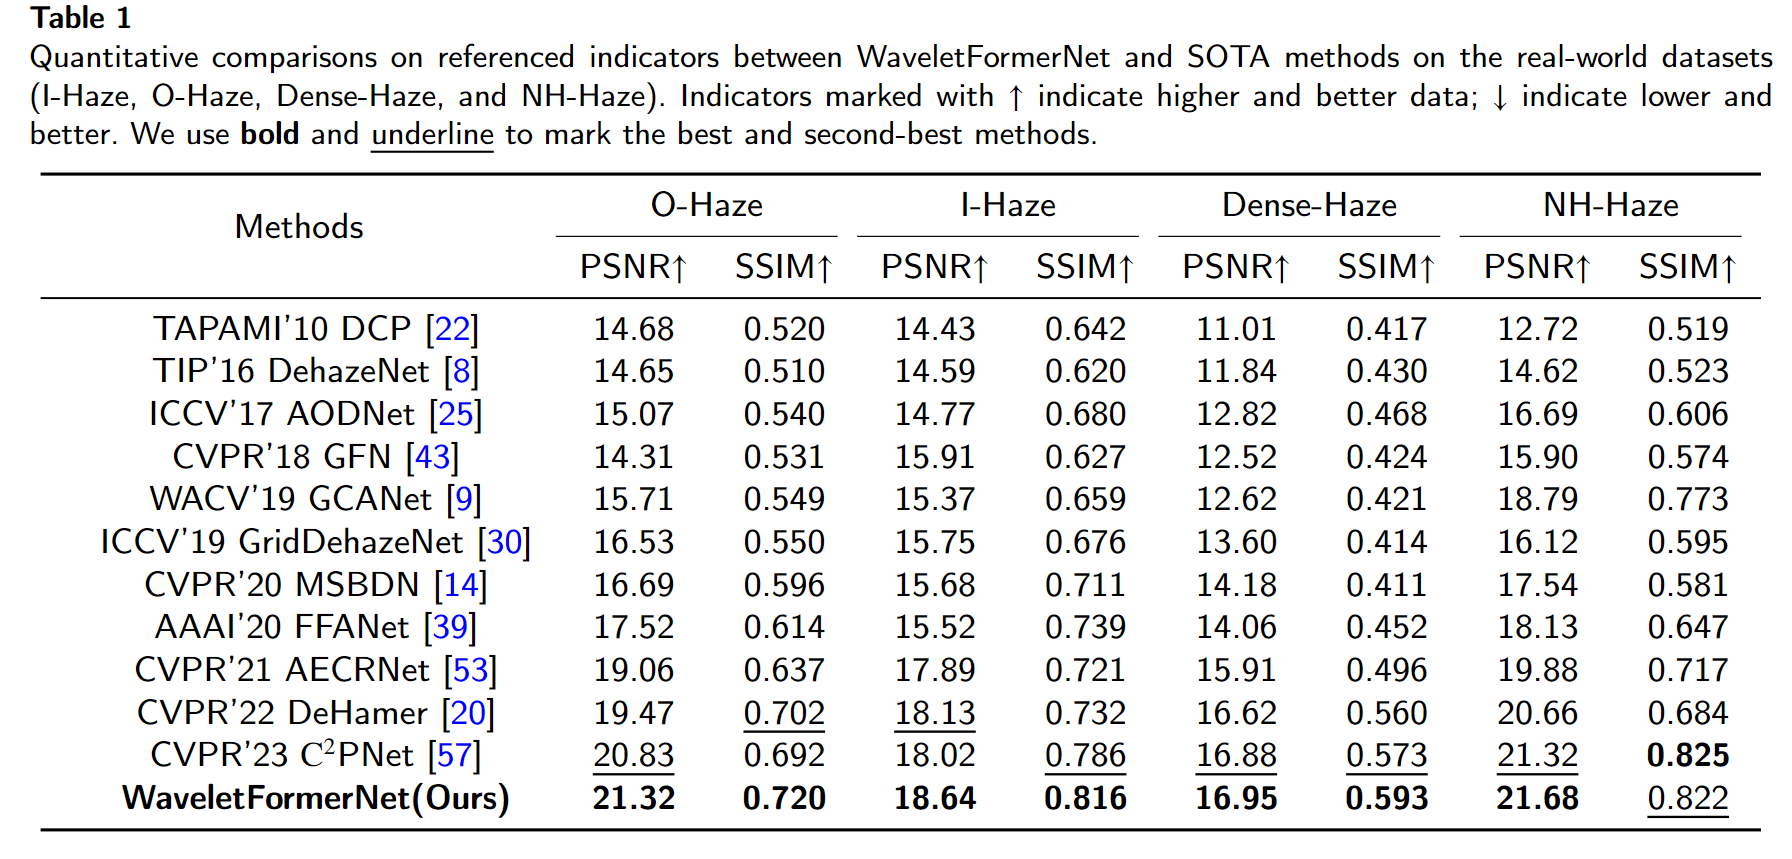 Table 1
Quantitative comparisons on referenced indicators between WaveletFormerNet and SOTA methods on the real-world datasets
(I-Haze, O-Haze, Dense-Haze, and NH-Haze). Indicators marked with ↑ indicate higher and better data; ↓ indicate lower and
better. We use bold and underline to mark the best and second-best methods.
Methods O-Haze I-Haze Dense-Haze NH-Haze
PSNR↑ SSIM↑ PSNR↑ SSIM↑ PSNR↑ SSIM↑ PSNR↑ SSIM↑
TAPAMI'10 DCP [22] 14.68 0.520 14.43 0.642 11.01 0.417 12.72 0.519
TIP'16 DehazeNet [8] 14.65 0.510 14.59 0.620 11.84 0.430 14.62 0.523
ICCV'17 AODNet [25] 15.07 0.540 14.77 0.680 12.82 0.468 16.69 0.606
CVPR'18 GFN [43] 14.31 0.531 15.91 0.627 12.52 0.424 15.90 0.574
WACV'19 GCANet [9] 15.71 0.549 15.37 0.659 12.62 0.421 18.79 0.773
ICCV'19 GridDehazeNet [30] 16.53 0.550 15.75 0.676 13.60 0.414 16.12 0.595
CVPR'20 MSBDN [14] 16.69 0.596 15.68 0.711 14.18 0.411 17.54 0.581
AAAI'20 FFANet [39] 17.52 0.614 15.52 0.739 14.06 0.452 18.13 0.647
CVPR'21 AECRNet [53] 19.06 0.637 17.89 0.721 15.91 0.496 19.88 0.717
CVPR'22 DeHamer [20] 19.47 0.702 18.13 0.732 16.62 0.560 20.66 0.684
CVPR'23 C²PNet [57] 20.83 0.692 18.02 0.786 16.88 0.573 21.32 0.825
WaveletFormerNet(Ours) 21.32 0.720 18.64 0.816 16.95 0.593 21.68 0.822